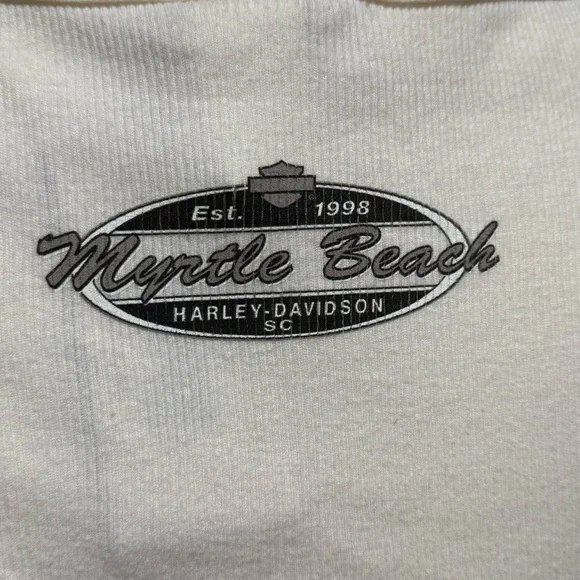 Est. 1998
Myrtle Beach
HARLEY-DAVIDSON
SC